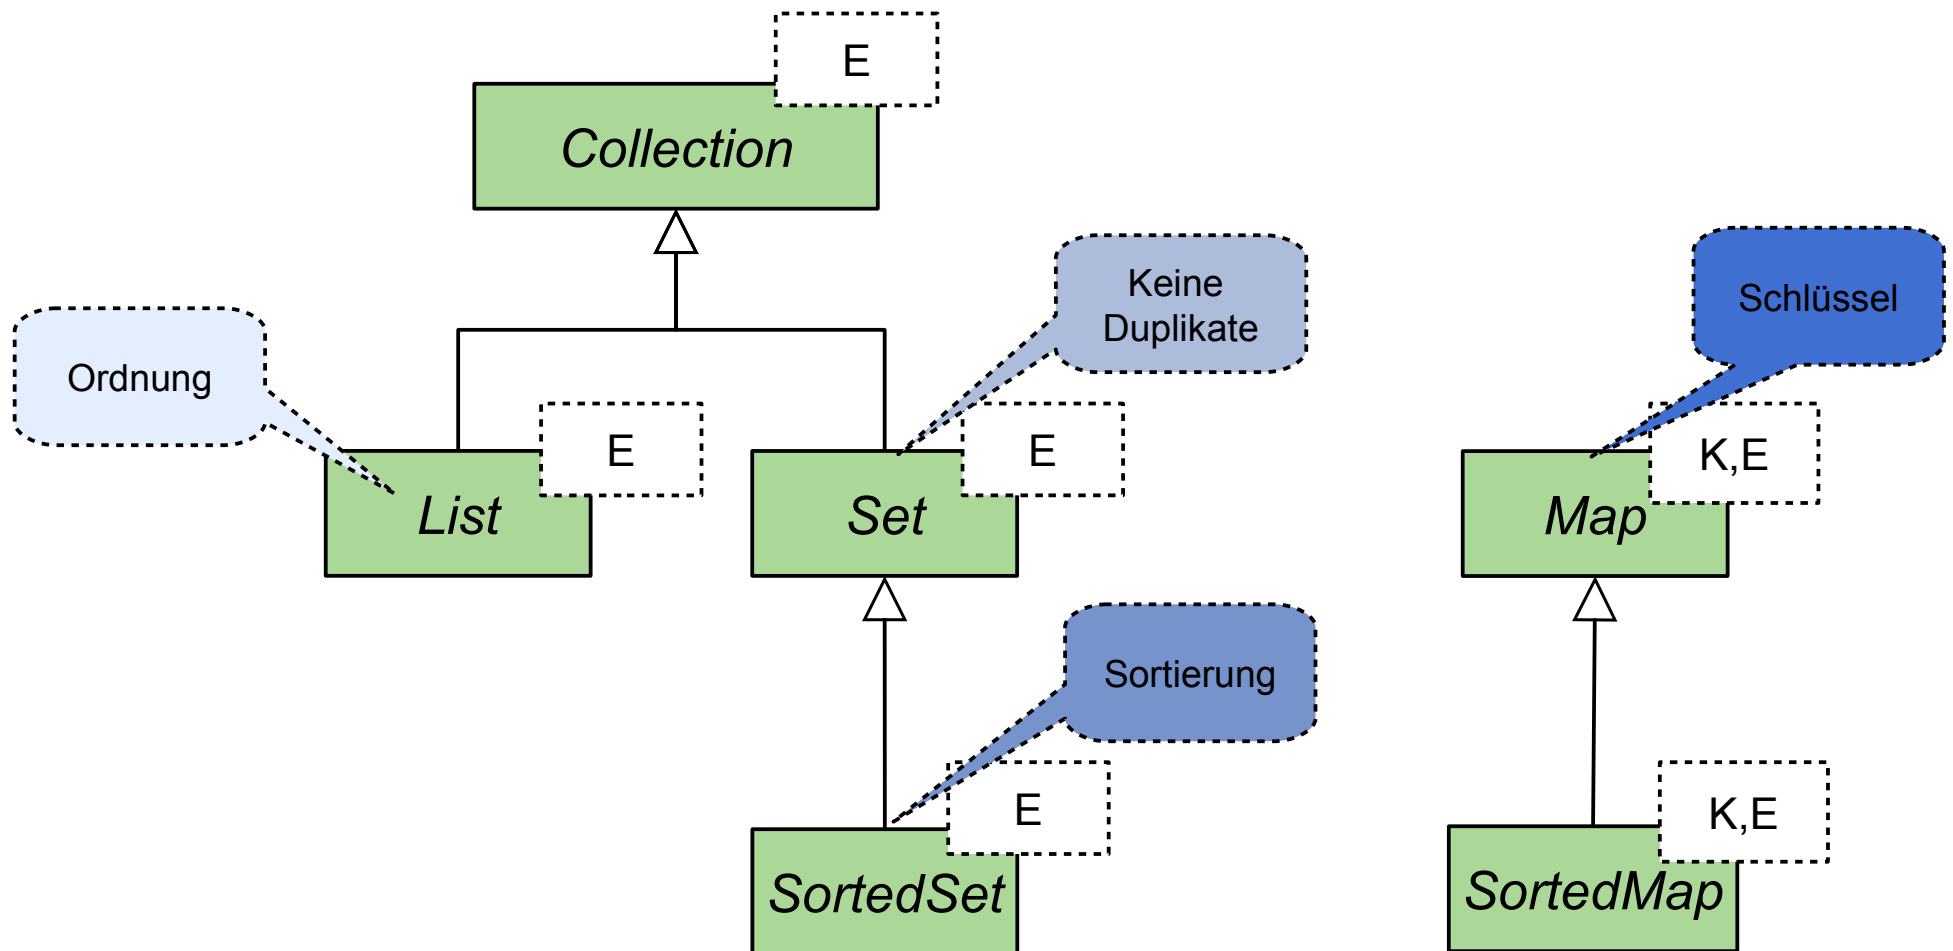 E
Collection
Keine
Duplikate
Schlüssel
Ordnung
E
E
K,E
List
Set
Map
Sortierung
E
K,E
SortedSet
SortedMap